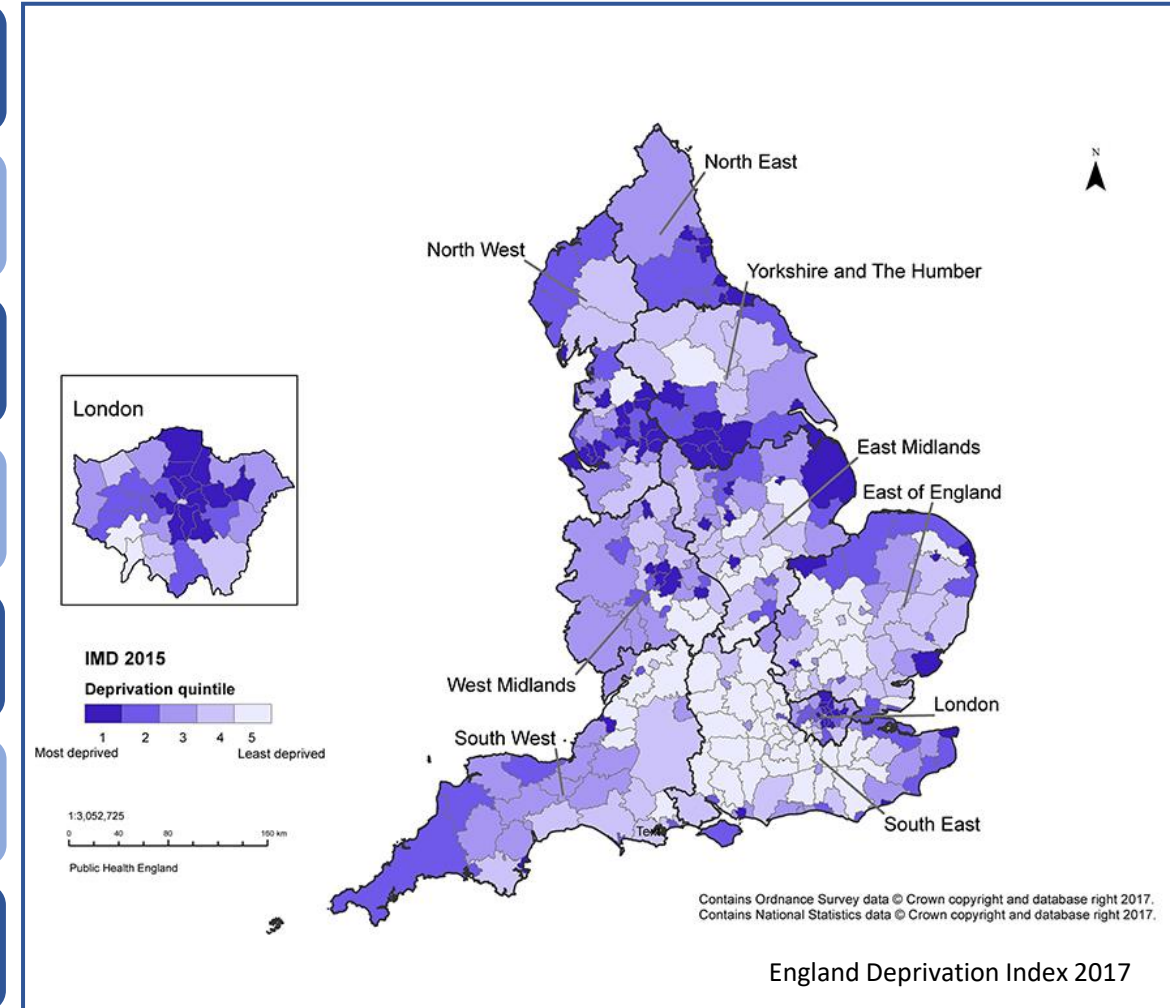 N
North East
North West
Yorkshire and The Humber
London
East Midlands
East of England
IMD 2015
Deprivation quintile
1 2 3 4 5
Most deprived Least deprived
West Midlands
London
South West
South East
1:3,052,725
0 40 80 160 km
Public Health England
Contains Ordnance Survey data © Crown copyright and database right 2017.
Contains National Statistics data © Crown copyright and database right 2017.
England Deprivation Index 2017